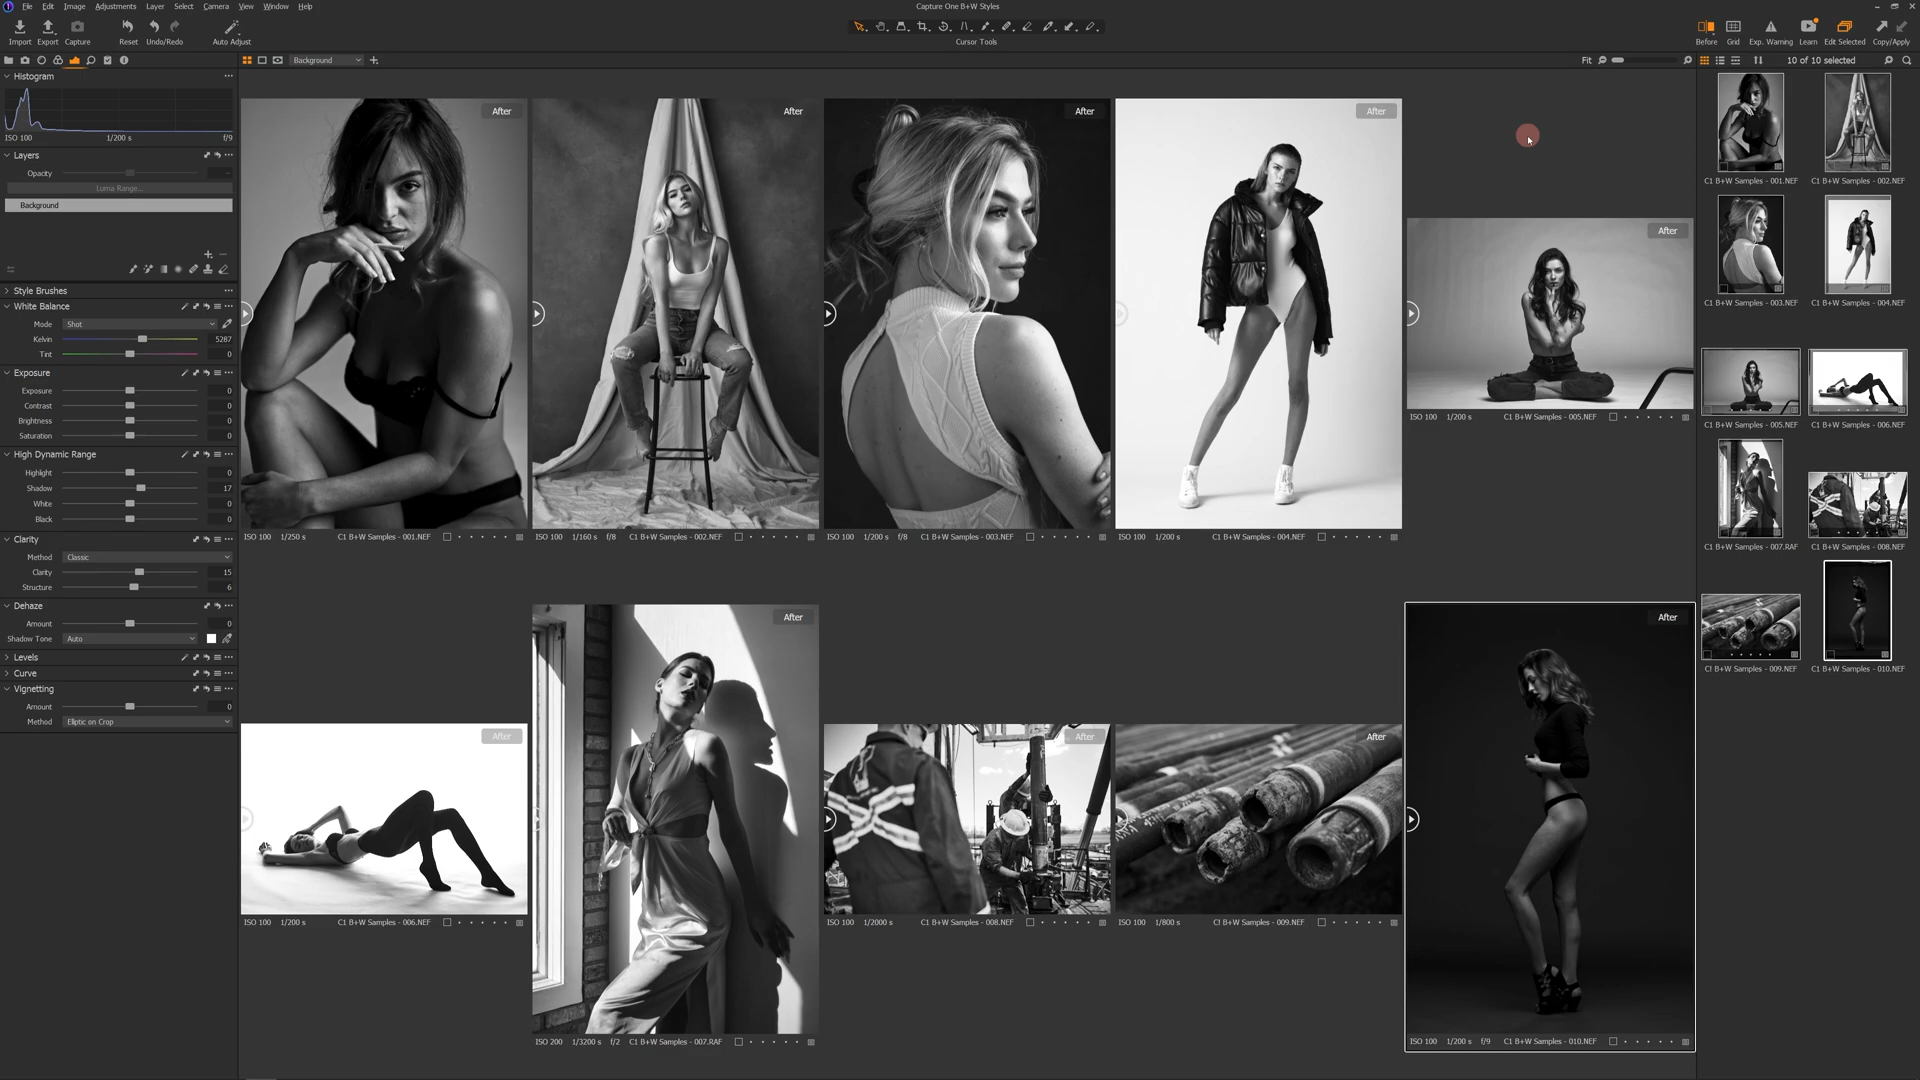 File Edit Image Adjustments Layer Select Camera View Window Help
Capture One B+W Styles
Import Export Capture Reset Undo/Redo Auto Adjust
Cursor Tools
Before Grid Exp. Warning Learn Edit Selected Copy/Apply
Background
Fit
10 of 10 selected
Histogram
ISO 100 1/200 s f/9
Layers
Opacity
Luma Range...
Background
Style Brushes
White Balance
Mode Shot
Kelvin 5287
Tint 0
Exposure
Exposure 0
Contrast 0
Brightness 0
Saturation 0
High Dynamic Range
Highlight 0
Shadow 17
White 0
Black 0
Clarity
Method Classic
Clarity 15
Structure 6
Dehaze
Amount 0
Shadow Tone Auto
Levels
Curve
Vignetting
Amount 0
Method Elliptic on Crop
After
After
After
After
After
ISO 100 1/250 s C1 B+W Samples - 001.NEF
ISO 100 1/160 s f/8 C1 B+W Samples - 002.NEF
ISO 100 1/200 s f/8 C1 B+W Samples - 003.NEF
ISO 100 1/200 s C1 B+W Samples - 004.NEF
ISO 100 1/200 s C1 B+W Samples - 005.NEF
After
After
After
After
After
ISO 100 1/200 s C1 B+W Samples - 006.NEF
ISO 200 1/3200 s f/2 C1 B+W Samples - 007.RAF
ISO 100 1/2000 s C1 B+W Samples - 008.NEF
ISO 100 1/800 s C! B+W Samples - 009.NEF
ISO 100 1/200 s f/9 C1 B+W Samples - 010.NEF
C1 B+W Samples - 001.NEF C1 B+W Samples - 002.NEF
C1 B+W Samples - 003.NEF C1 B+W Samples - 004.NEF
C1 B+W Samples - 005.NEF C1 B+W Samples - 006.NEF
C1 B+W Samples - 007.RAF C1 B+W Samples - 008.NEF
C! B+W Samples - 009.NEF C1 B+W Samples - 010.NEF